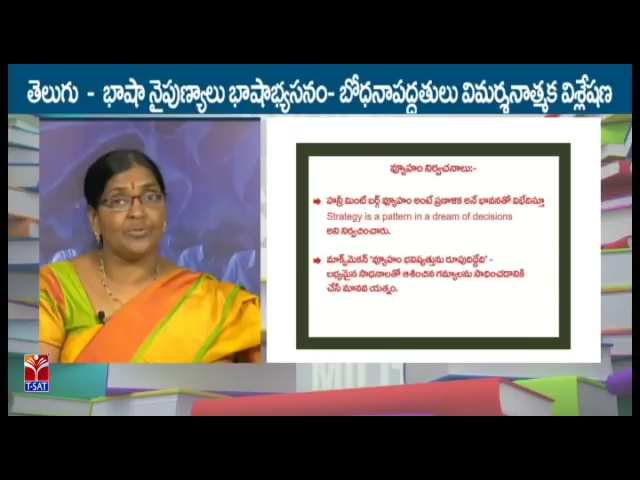 తెలుగు - భాషా నైపుణ్యాలు భాషాభ్యసనం- బోధనాపద్ధతులు విమర్శనాత్మక విశ్లేషణ
వ్యూహం నిర్వచనాలు:-
హెన్రీ మింట్ బర్గ్ వ్యూహం అంటే ప్రణాళిక అనే భావనతో విభేదిస్తూ
Strategy is a pattern in a dream of decisions
అని నిర్వచించారు.
మాక్స్‌మెకన్ 'వ్యూహం భవిష్యత్తును రూపుదిద్దేది' -
లభ్యమైన సాధనాలతో ఆశించిన గమ్యాలను సాధించడానికి
చేసే మానవ యత్నం.
T-SAT